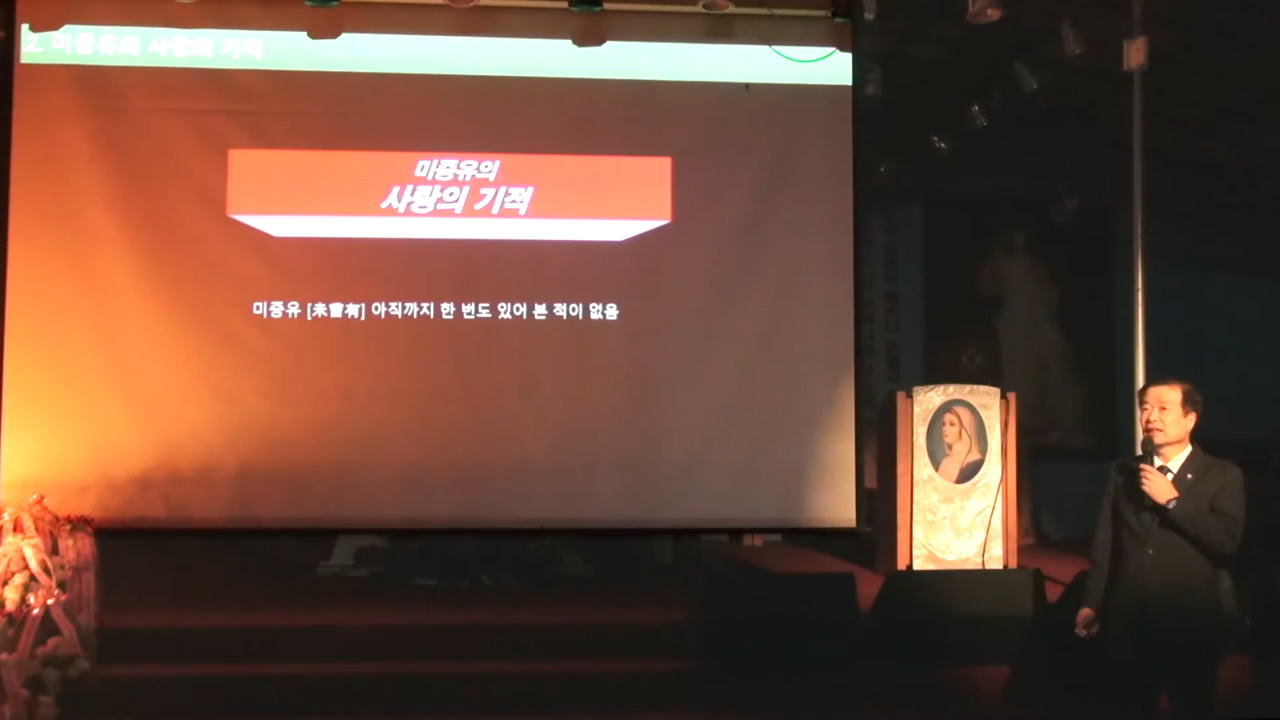 2. 미증유의 사랑의 기적
미증유의
사랑의 기적
미증유 [未曾有] 아직까지 한 번도 있어 본 적이 없음